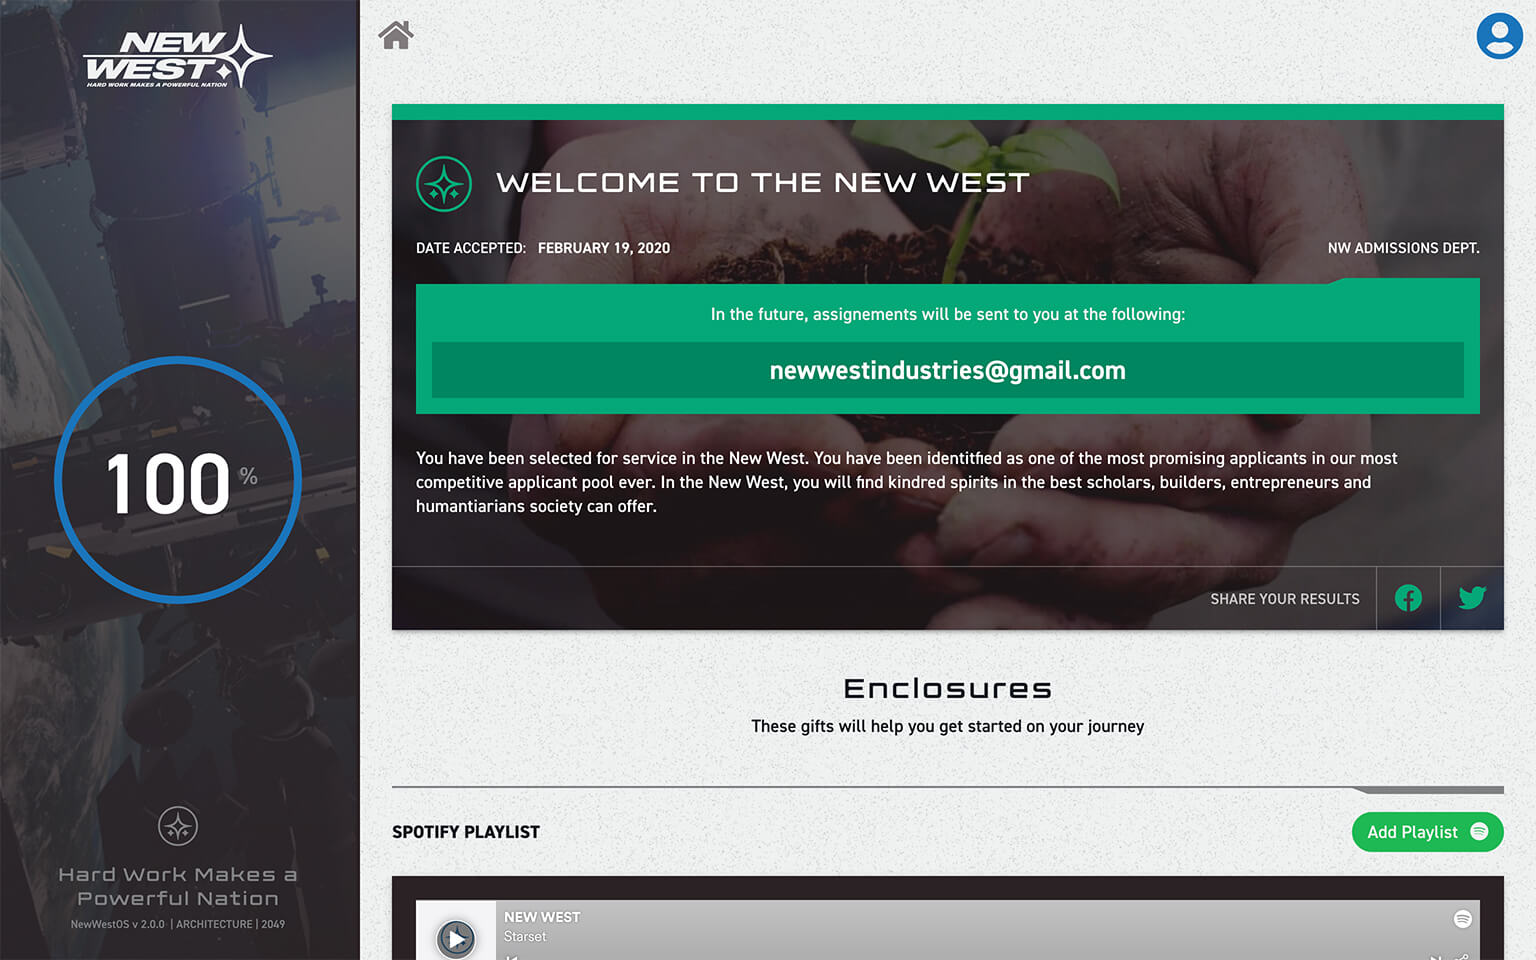 NEW
WEST
HARD WORK MAKES A POWERFUL NATION
WELCOME TO THE NEW WEST
DATE ACCEPTED: FEBRUARY 19, 2020
NW ADMISSIONS DEPT.
In the future, assignements will be sent to you at the following:
newwestindustries@gmail.com
100 %
You have been selected for service in the New West. You have been identitfied as one of the most promising applicants in our most
competitive applicant pool ever. In the New West, you will find kindred spirits in the best scholars, builders, entrepreneurs and
humantiarians society can offer.
SHARE YOUR RESULTS
Enclosures
These gifts will help you get started on your journey
SPOTIFY PLAYLIST
Add Playlist
Hard Work Makes a
Powerful Nation
NewWestOS v 2.0.0 | ARCHITECTURE | 2049
NEW WEST
Starset